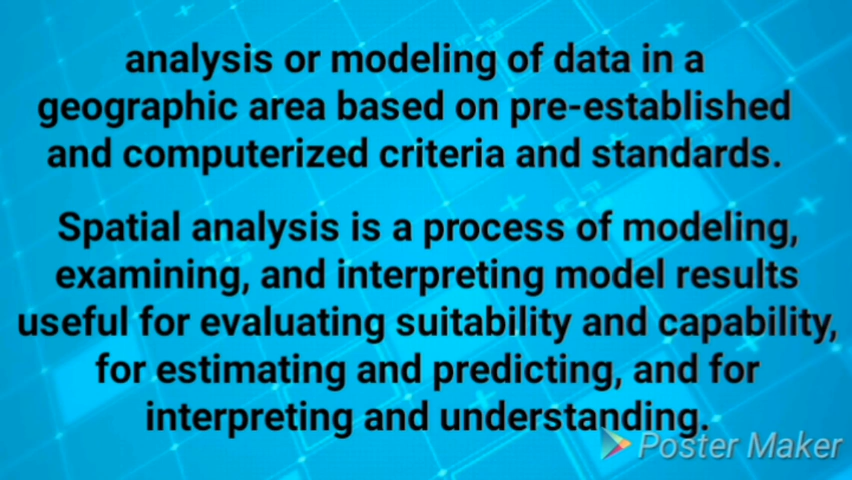 analysis or modeling of data in a
geographic area based on pre-established
and computerized criteria and standards.
Spatial analysis is a process of modeling,
examining, and interpreting model results
useful for evaluating suitability and capability,
for estimating and predicting, and for
interpreting and understanding.
Poster Maker